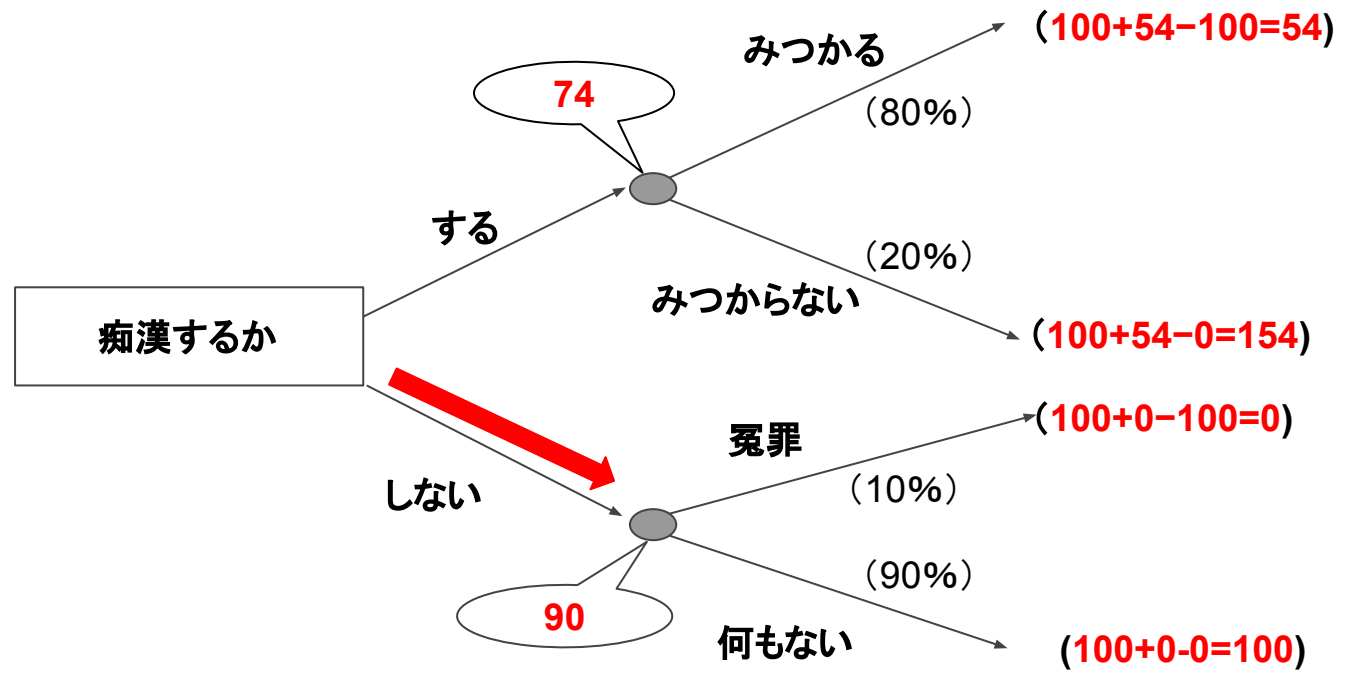 みつかる
（100+54−100=54)
（80%）
74
する
（20%）
みつからない
（100+54−0=154)
痴漢するか
（100+0−100=0)
冤罪
（10%）
しない
（90%）
90
何もない
(100+0-0=100)